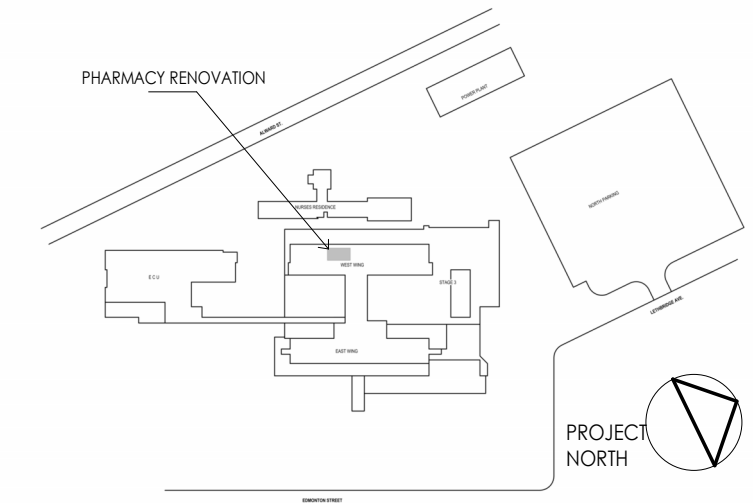 PHARMACY RENOVATION
POWER PLANT
ALWARD ST.
NURSES RESIDENCE
NORTH PARKING
WEST WING
E C U
STAGE 3
LETHBRIDGE AVE.
EAST WING
PROJECT
NORTH
EDMONTON STREET